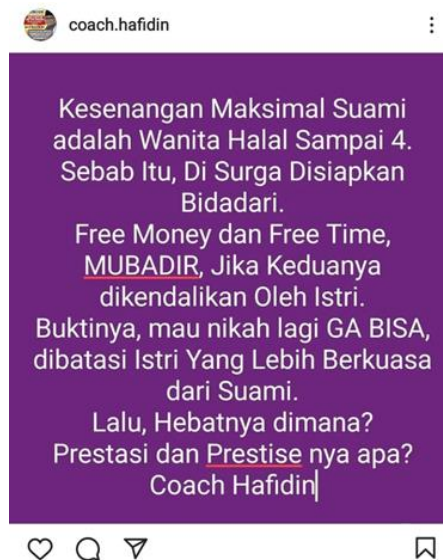 coach.hafidin
Kesenangan Maksimal Suami
adalah Wanita Halal Sampai 4.
Sebab Itu, Di Surga Disiapkan
Bidadari.
Free Money dan Free Time,
MUBADIR, Jika Keduanya
dikendalikan Oleh Istri.
Buktinya, mau nikah lagi GA BISA,
dibatasi Istri Yang Lebih Berkuasa
dari Suami.
Lalu, Hebatnya dimana?
Prestasi dan Prestise nya apa?
Coach Hafidin